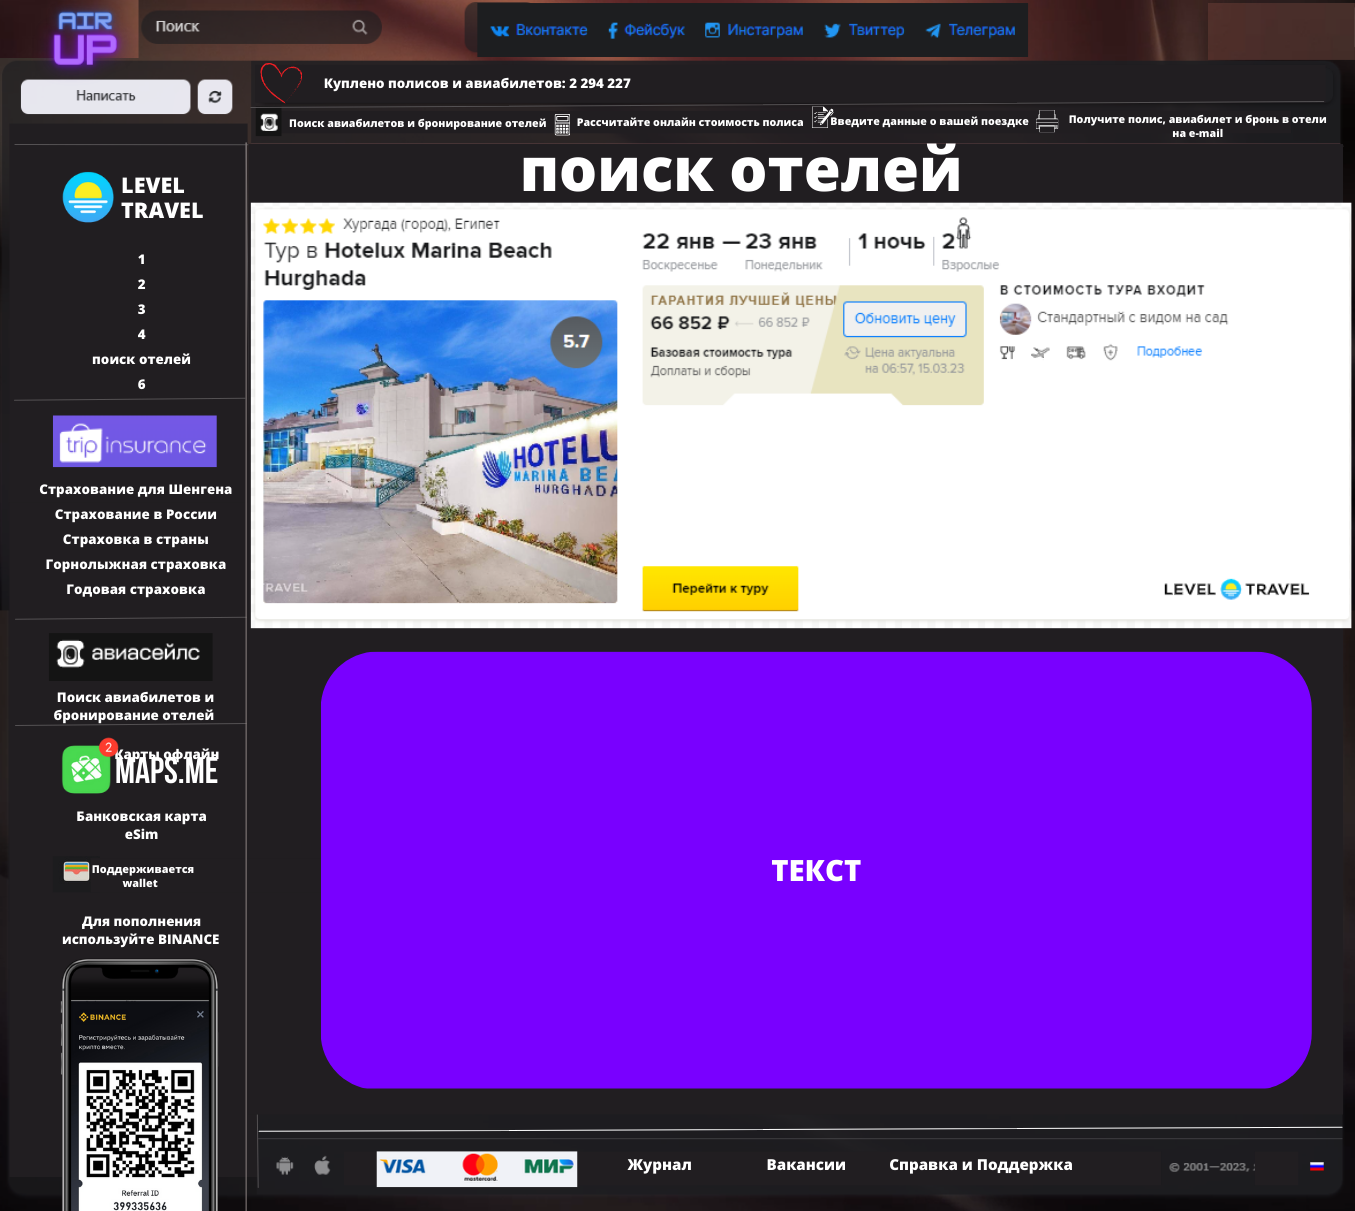 AIR
UP
Поиск
Вконтакте
Фейсбук
Инстаграм
Твиттер
Телеграм
Написать
Куплено полисов и авиабилетов: 2 294 227
Поиск авиабилетов и бронирование отелей
Рассчитайте онлайн стоимость полиса
Введите данные о вашей поездке
Получите полис, авиабилет и бронь в отели
на e-mail
LEVEL
TRAVEL
1
2
3
4
поиск отелей
6
trip insurance
Страхование для Шенгена
Страхование в России
Страховка в страны
Горнолыжная страховка
Годовая страховка
авиасейлс
Поиск авиабилетов и
бронирование отелей
2
Карты офлайн
MAPS.ME
Банковская карта
eSim
Поддерживается
wallet
Для пополнения
используйте BINANCE
BINANCE
Регистрируйтесь и зарабатывайте
крипто вместе.
Referral ID
399335636
поиск отелей
Хургада (город), Египет
Тур в Hotelux Marina Beach
Hurghada
5.7
HOTELU
MARINA BEA
HURGHADA
RAVEL
22 янв — 23 янв
1 ночь
2
Воскресенье
Понедельник
Взрослые
ГАРАНТИЯ ЛУЧШЕЙ ЦЕНЫ
66 852 ₽
66 852 ₽
Обновить цену
Базовая стоимость тура
Доплаты и сборы
Цена актуальна
на 06:57, 15.03.23
В СТОИМОСТЬ ТУРА ВХОДИТ
Стандартный с видом на сад
Подробнее
Перейти к туру
LEVEL TRAVEL
ТЕКСТ
VISA
mastercard.
МИР
Журнал
Вакансии
Справка и Поддержка
© 2001—2023,